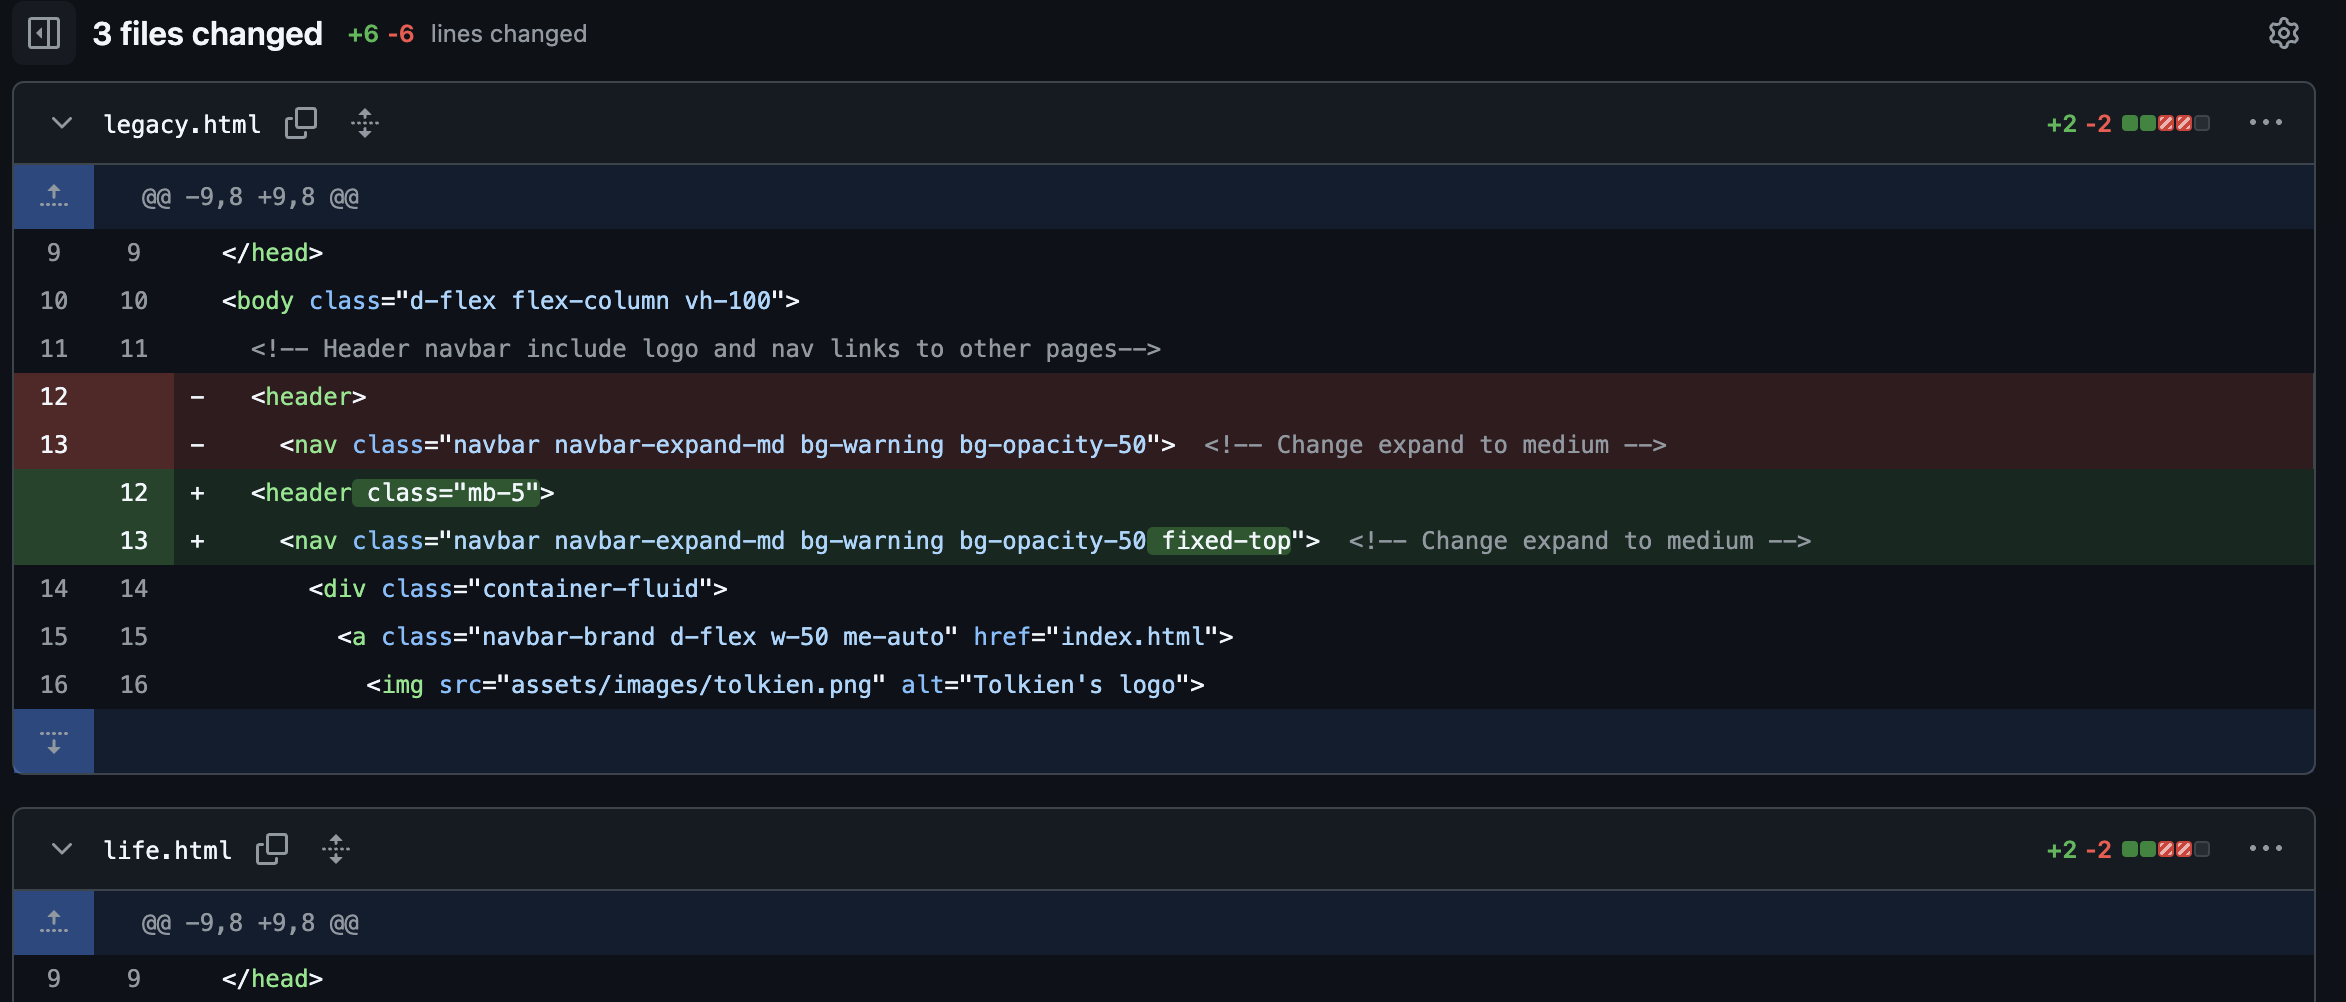 3 files changed +6 -6 lines changed
legacy.html +2 -2
@@ -9,8 +9,8 @@
9 9 </head>
10 10 <body class="d-flex flex-column vh-100">
11 11 <!-- Header navbar include logo and nav links to other pages-->
12 - <header>
13 - <nav class="navbar navbar-expand-md bg-warning bg-opacity-50"> <!-- Change expand to medium -->
12 + <header class="mb-5">
13 + <nav class="navbar navbar-expand-md bg-warning bg-opacity-50 fixed-top"> <!-- Change expand to medium -->
14 14 <div class="container-fluid">
15 15 <a class="navbar-brand d-flex w-50 me-auto" href="index.html">
16 16 <img src="assets/images/tolkien.png" alt="Tolkien's logo">
life.html +2 -2
@@ -9,8 +9,8 @@
9 9 </head>